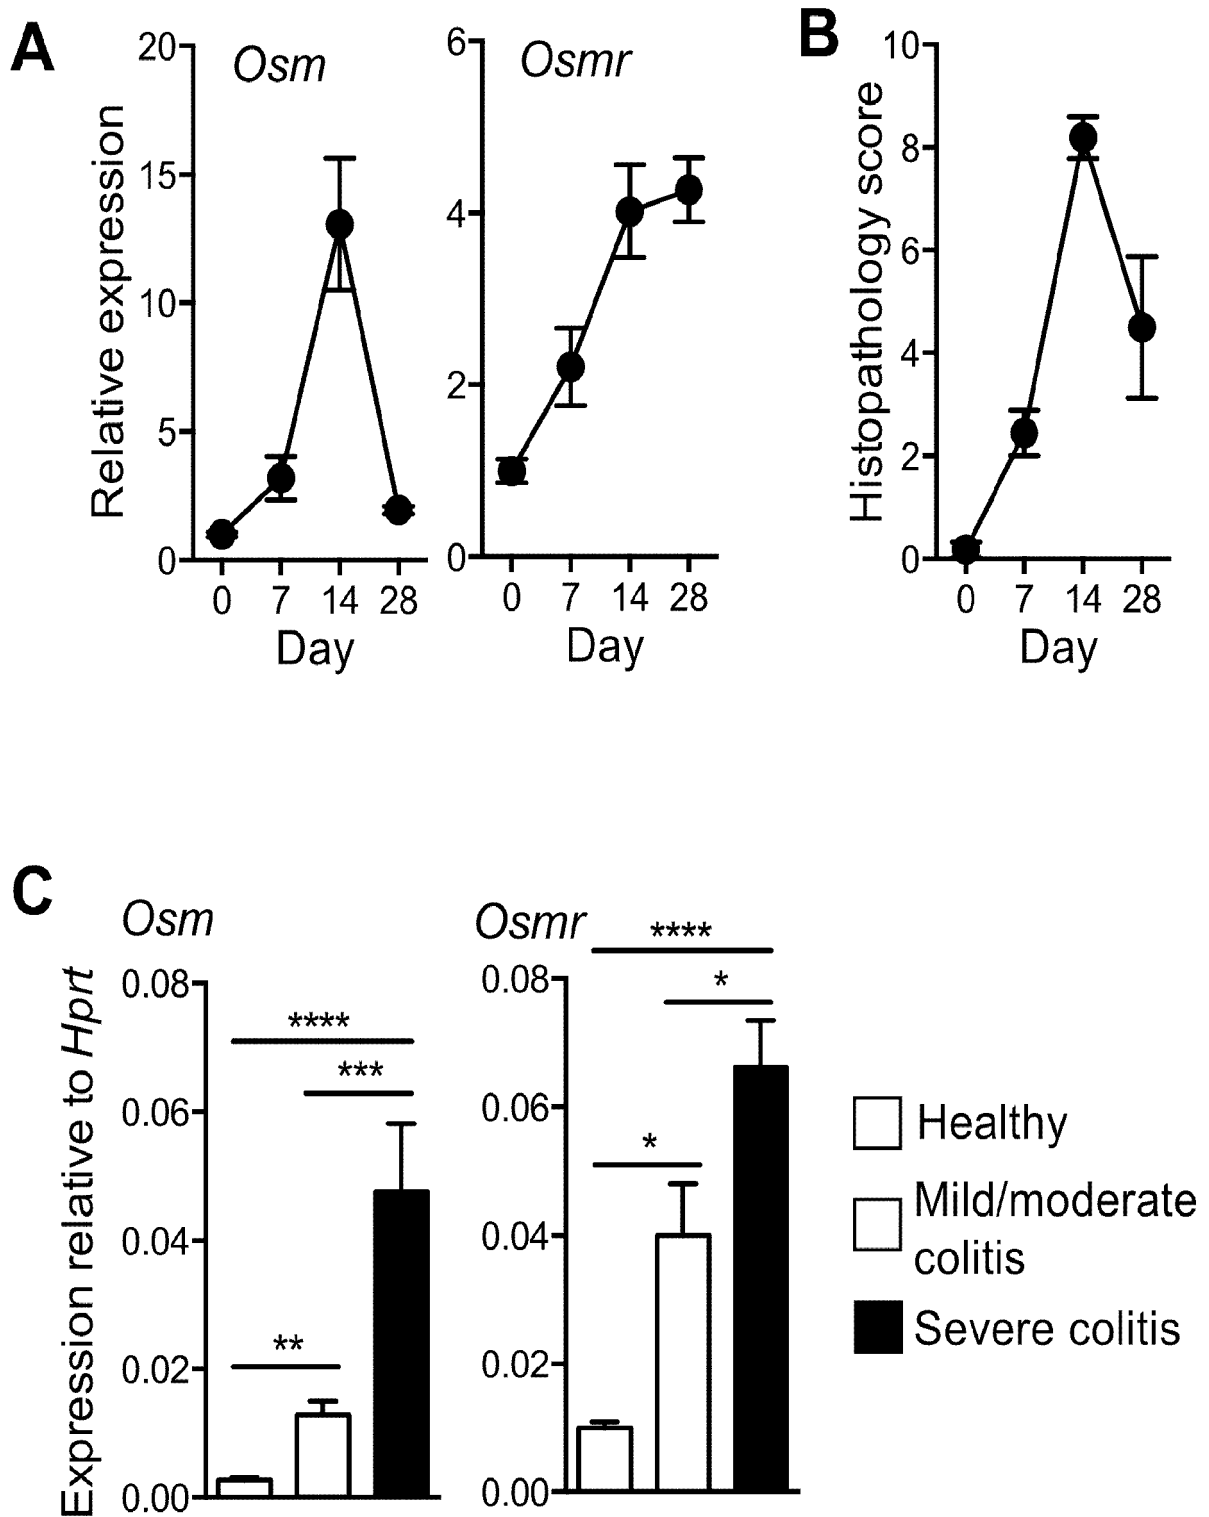 A
Osm
Relative expression
20
15
10
5
0
0 7 14 28
Day
Osmr
6
4
2
0
0 7 14 28
Day
B
Histopathology score
10
8
6
4
2
0
0 7 14 28
Day
C
Osm
Expression relative to Hprt
0.08
0.06
0.04
0.02
0.00
****
***
**
Osmr
0.08
0.06
0.04
0.02
0.00
****
*
*
Healthy
Mild/moderate
colitis
Severe colitis